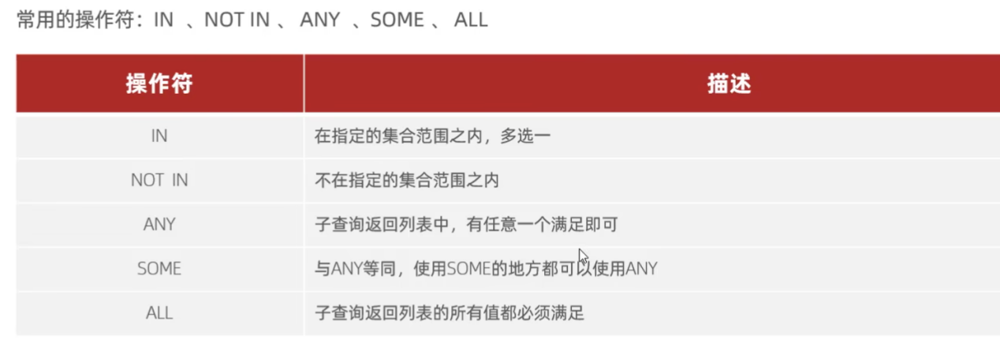 常用的操作符：IN 、NOT IN 、 ANY 、SOME 、 ALL
操作符 描述
IN 在指定的集合范围之内，多选一
NOT IN 不在指定的集合范围之内
ANY 子查询返回列表中，有任意一个满足即可
SOME 与ANY等同，使用SOME的地方都可以使用ANY
ALL 子查询返回列表的所有值都必须满足